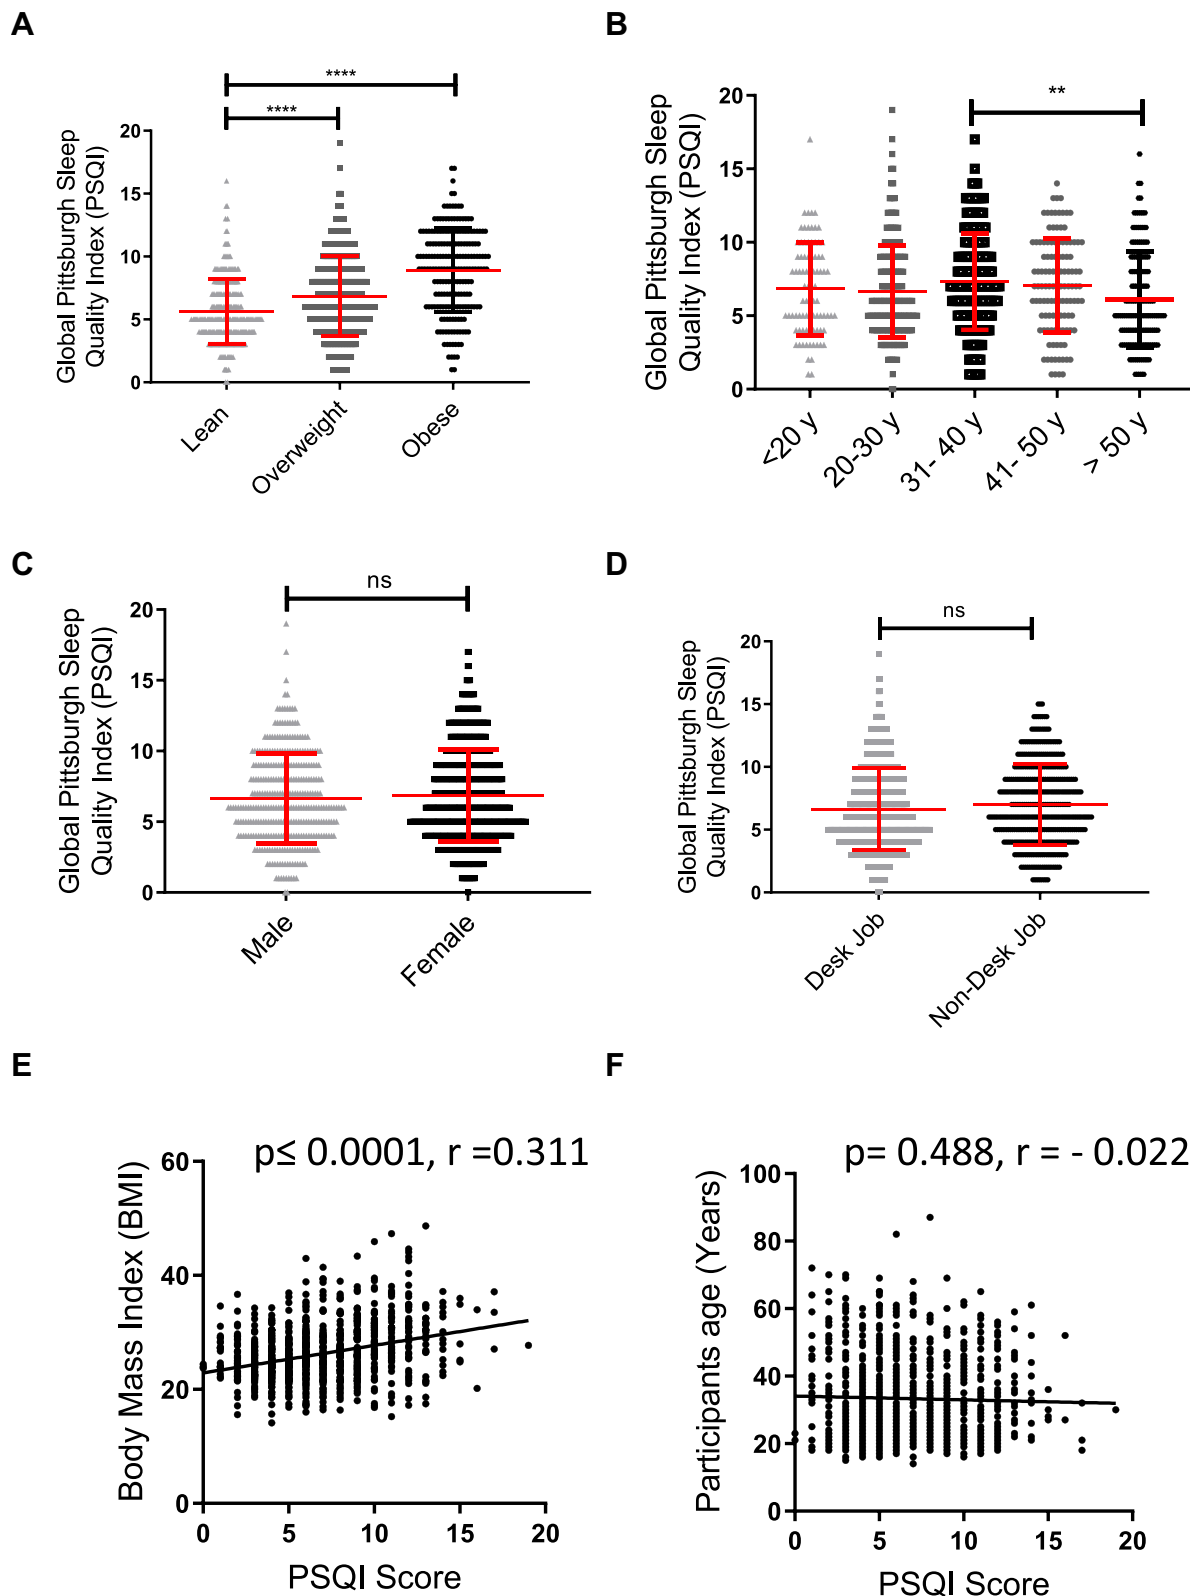 A
Global Pittsburgh Sleep
Quality Index (PSQI)
****
****
20
15
10
5
0
Lean
Overweight
Obese
B
Global Pittsburgh Sleep
Quality Index (PSQI)
**
20
15
10
5
0
<20 y
20-30 y
31- 40 y
41- 50 y
> 50 y
C
Global Pittsburgh Sleep
Quality Index (PSQI)
ns
20
15
10
5
0
Male
Female
D
Global Pittsburgh Sleep
Quality Index (PSQI)
ns
20
15
10
5
0
Desk Job
Non-Desk Job
E
p≤ 0.0001, r =0.311
Body Mass Index (BMI)
60
40
20
0
0 5 10 15 20
PSQI Score
F
p= 0.488, r = - 0.022
Participants age (Years)
100
80
60
40
20
0
0 5 10 15 20
PSQI Score